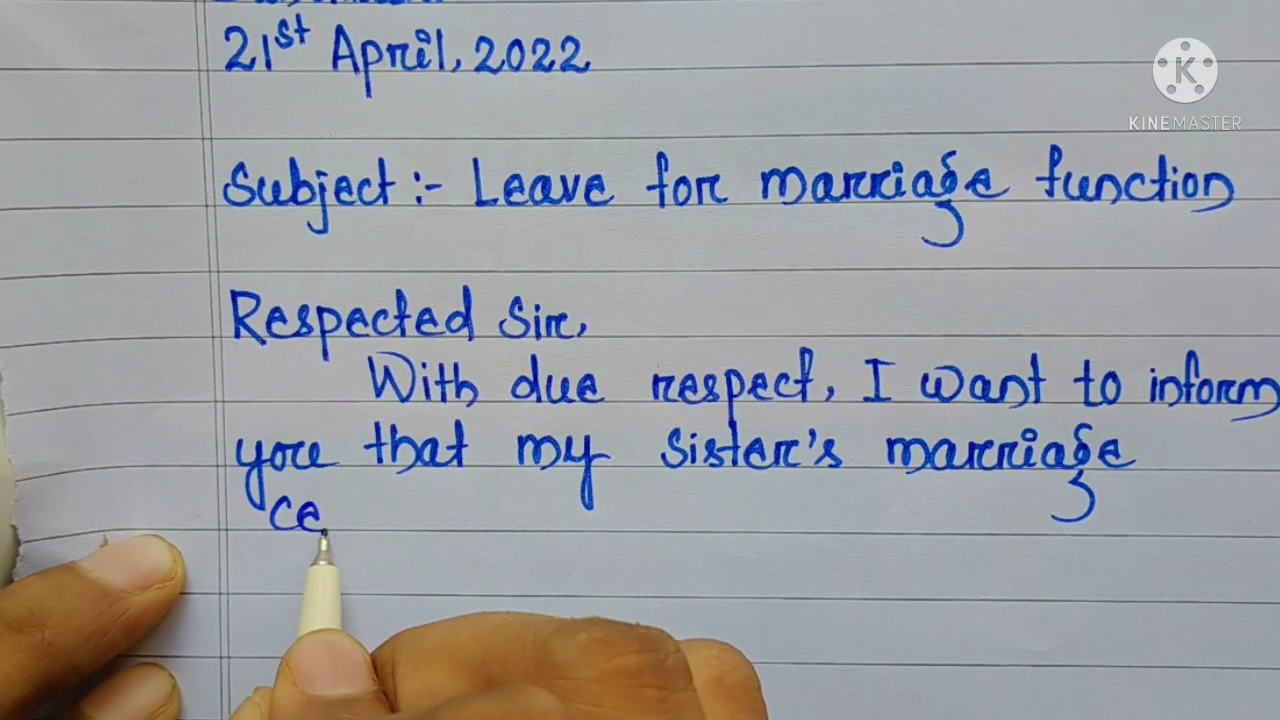 21st April, 2022
KINEMASTER
Subject :- Leave for marriage function
Respected Sir,
With due respect, I want to inform
you that my sister's marriage
ce